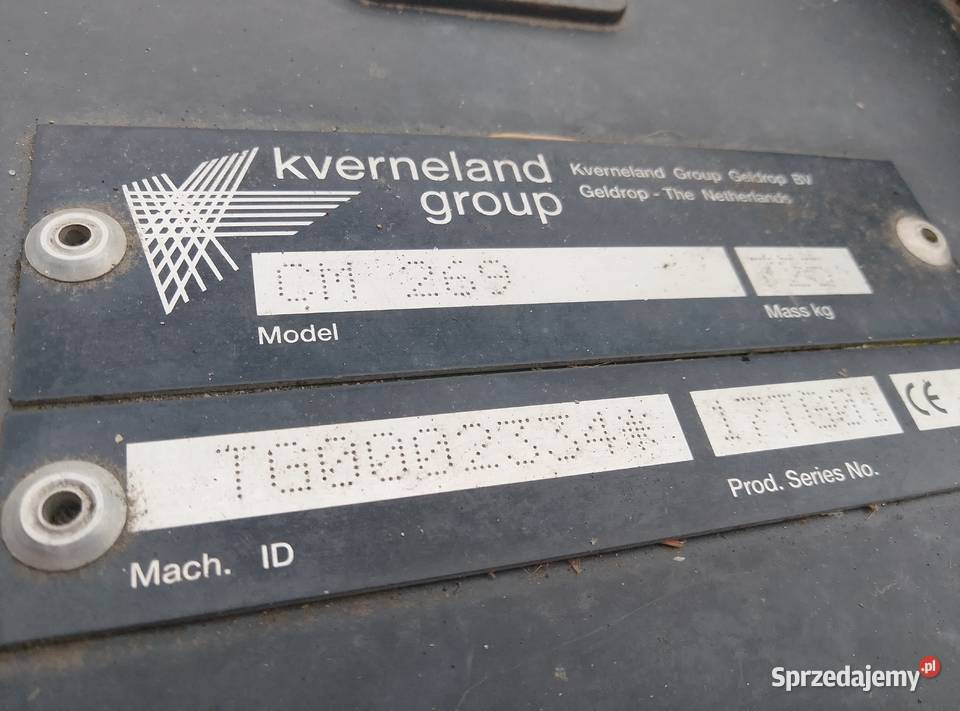 kverneland
group
Kverneland Group Geldrop BV
Geldrop - The Netherlands
CM 269
Model
Mass kg
TG0002334*
Mach. ID
Prod. Series No.
CE
Sprzedajemy.pl